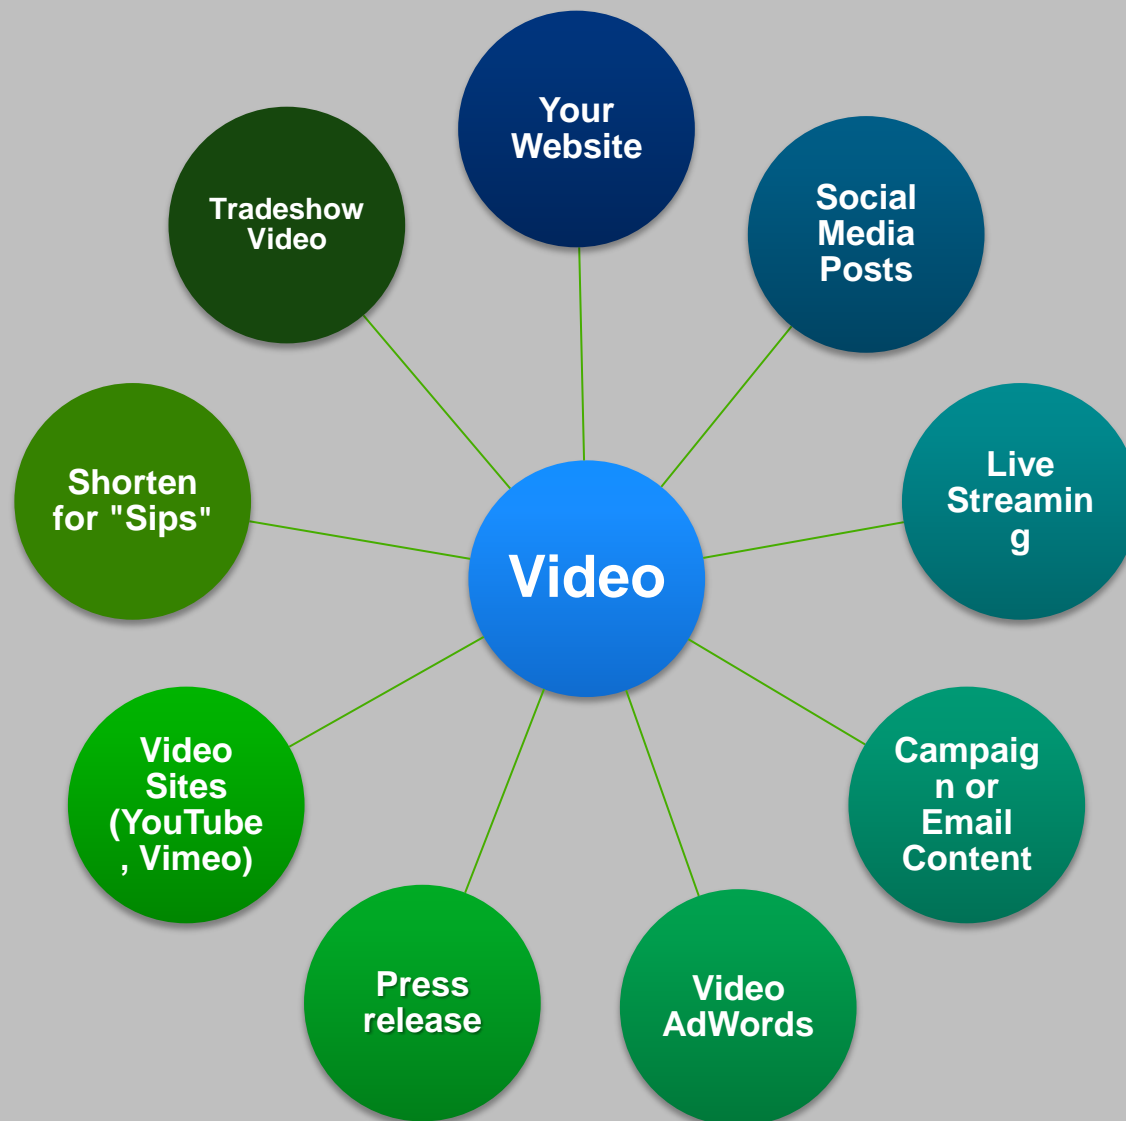 Your
Website
Social
Media
Posts
Live
Streamin
g
Campaig
n or
Email
Content
Video
AdWords
Press
release
Video
Sites
(YouTube
, Vimeo)
Shorten
for "Sips"
Tradeshow
Video
Video